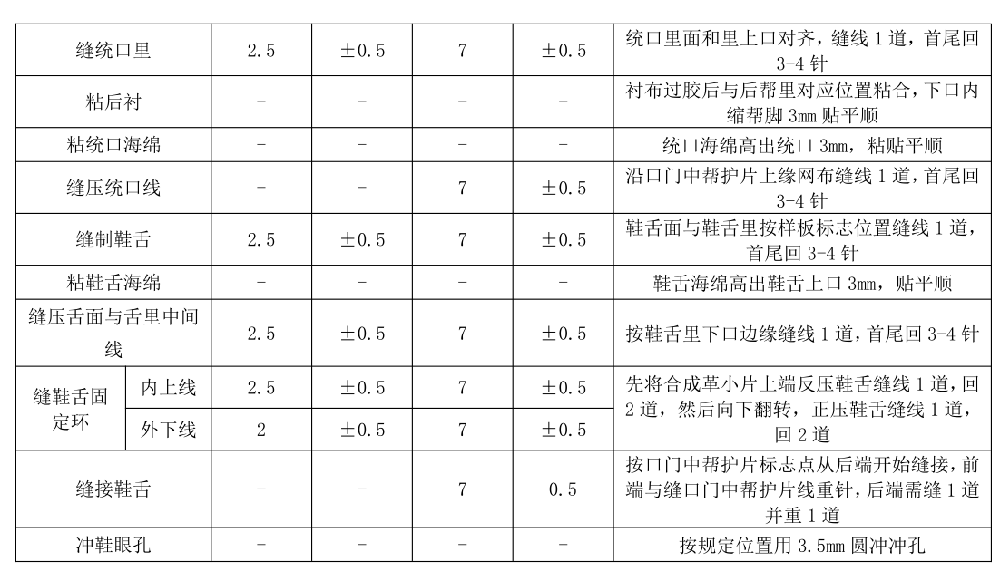 缝统口里 2.5 ±0.5 7 ±0.5 统口里面和里上口对齐，缝线 1 道，首尾回
3-4 针
粘后衬 － － － － 衬布过胶后与后帮里对应位置粘合，下口内
缩帮脚 3mm 贴平顺
粘统口海绵 － － － － 统口海绵高出统口 3mm，粘贴平顺
缝压统口线 － － 7 ±0.5 沿口门中帮护片上缘网布缝线 1 道，首尾回
3-4 针
缝制鞋舌 2.5 ±0.5 7 ±0.5 鞋舌面与鞋舌里按样板标志位置缝线 1 道，
首尾回 3-4 针
粘鞋舌海绵 － － － － 鞋舌海绵高出鞋舌上口 3mm，贴平顺
缝压舌面与舌里中间
线 2.5 ±0.5 7 ±0.5 按鞋舌里下口边缘缝线 1 道，首尾回 3-4 针
缝鞋舌固
定环
内上线 2.5 ±0.5 7 ±0.5
外下线 2 ±0.5 7 ±0.5
先将合成革小片上端反压鞋舌缝线 1 道，回
2 道，然后向下翻转，正压鞋舌缝线 1 道，
回 2 道
缝接鞋舌 － － 7 0.5 按口门中帮护片标志点从后端开始缝接，前
端与缝口门中帮护片线重针，后端需缝 1 道
并重 1 道
冲鞋眼孔 － － － － 按规定位置用 3.5mm 圆冲冲孔